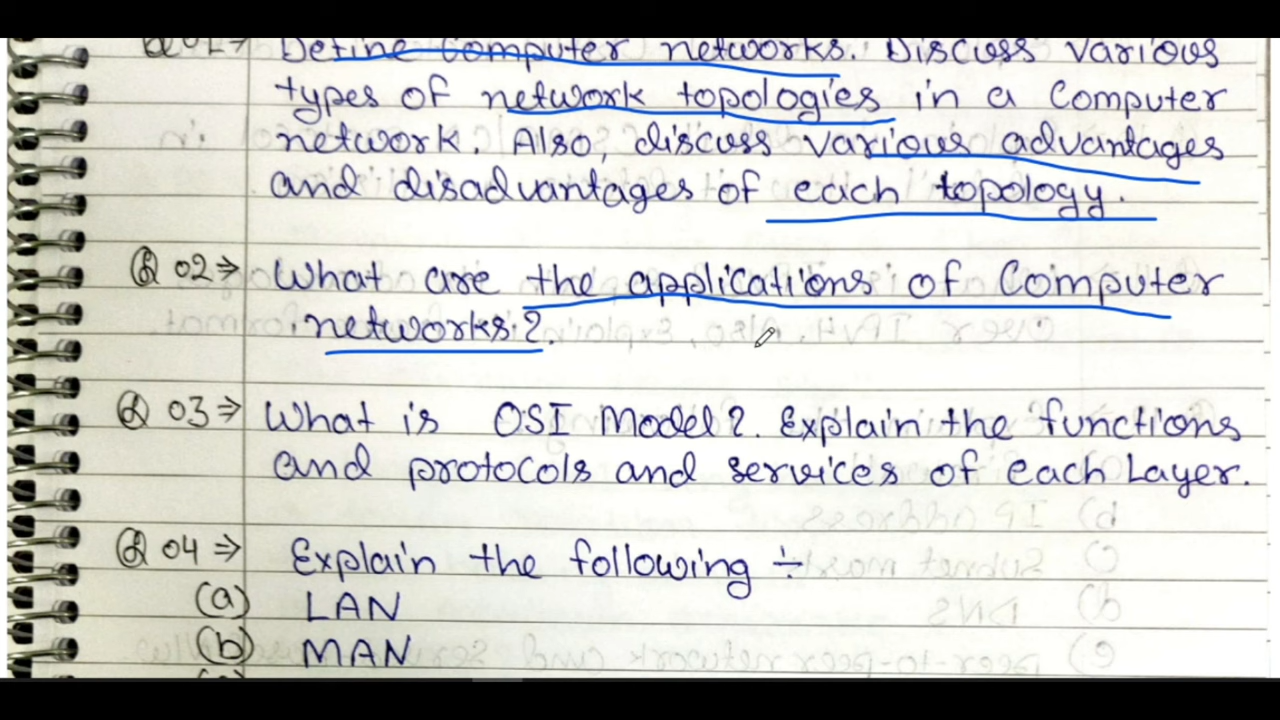 Q 01⇒ Define Computer networks. Discuss various
types of network topologies in a Computer
network. Also, discuss various advantages
and disadvantages of each topology.
Q 02⇒ What are the applications of Computer
networks?.
Q 03⇒ What is OSI Model?. Explain the functions
and protocols and services of each Layer.
Q 04⇒ Explain the following ÷
(a) LAN
(b) MAN